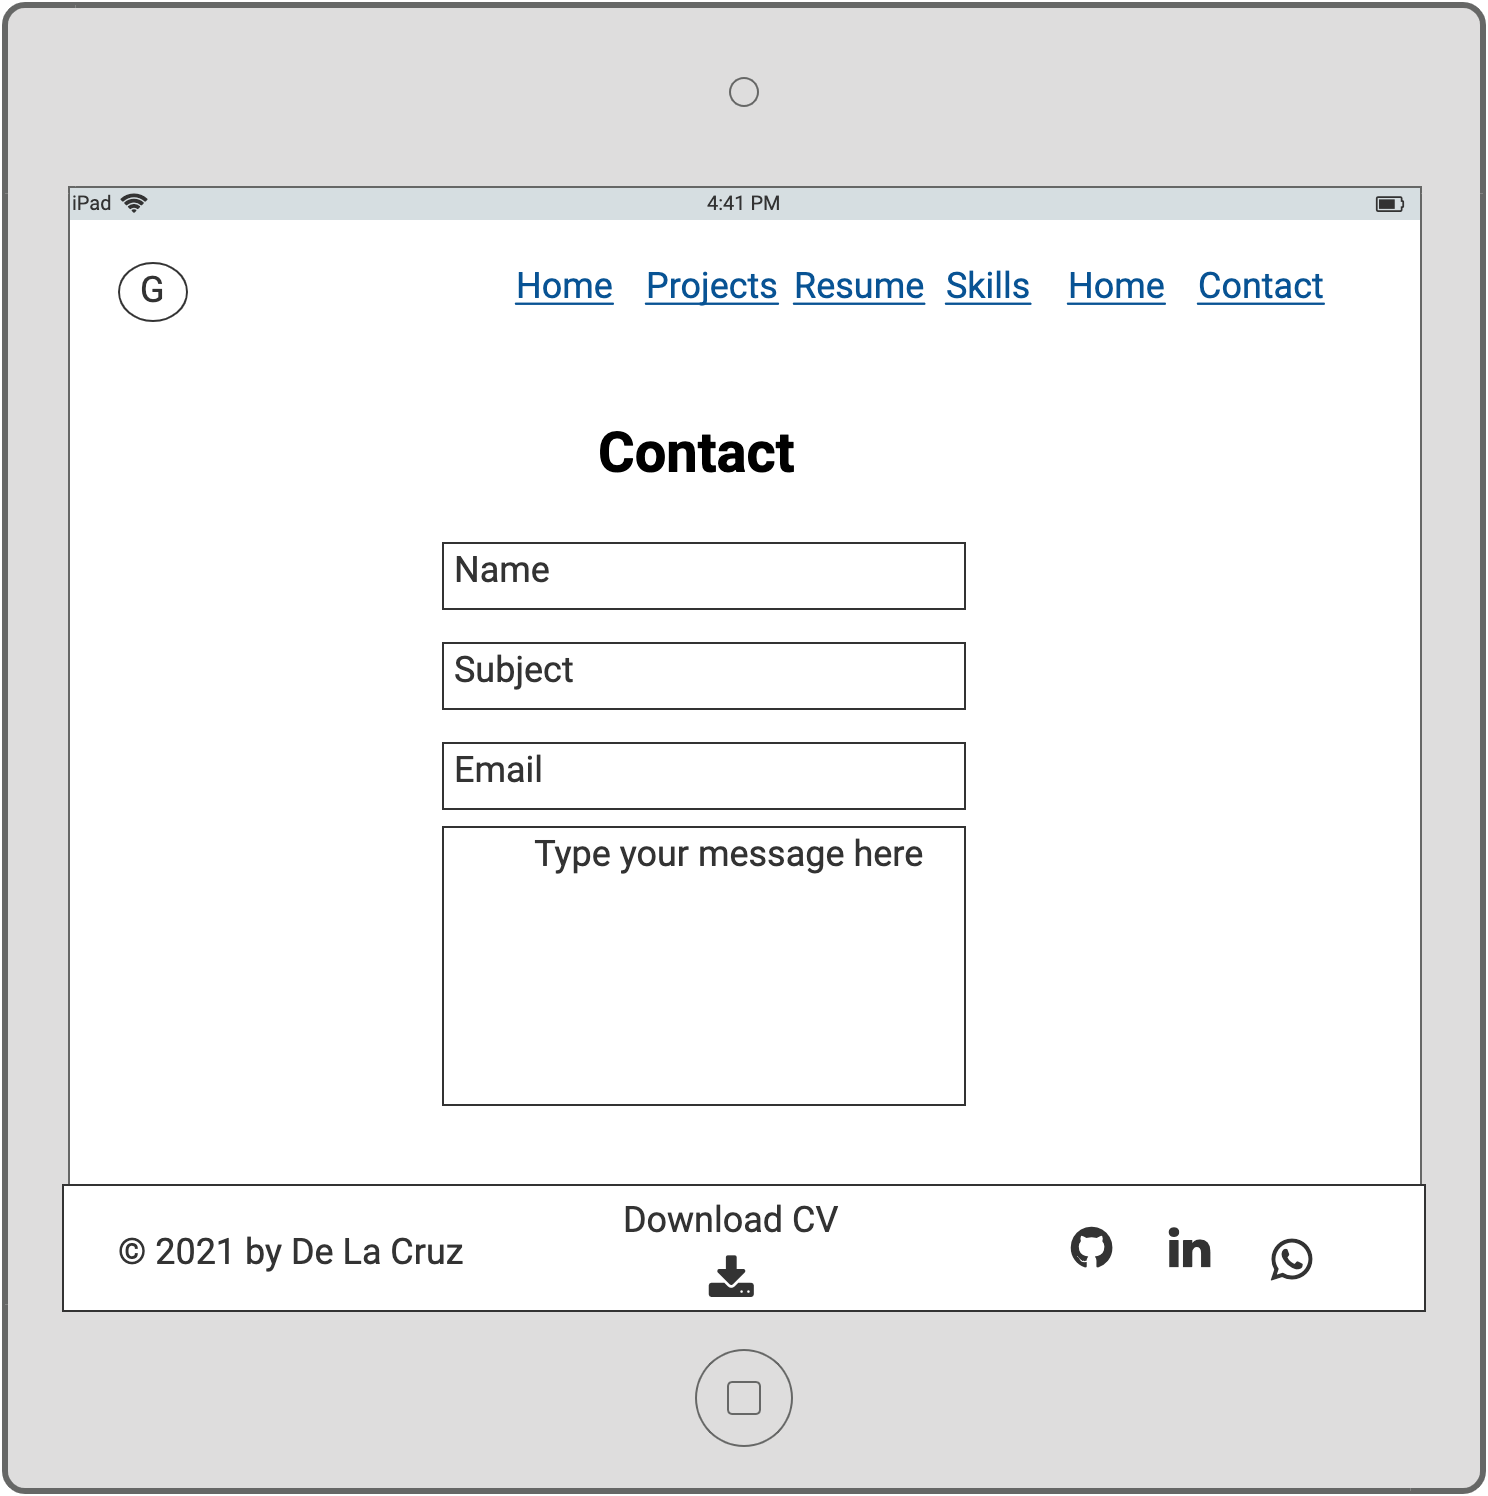 iPad 4:41 PM
G Home Projects Resume Skills Home Contact
Contact
Name
Subject
Email
Type your message here
Download CV
© 2021 by De La Cruz
in